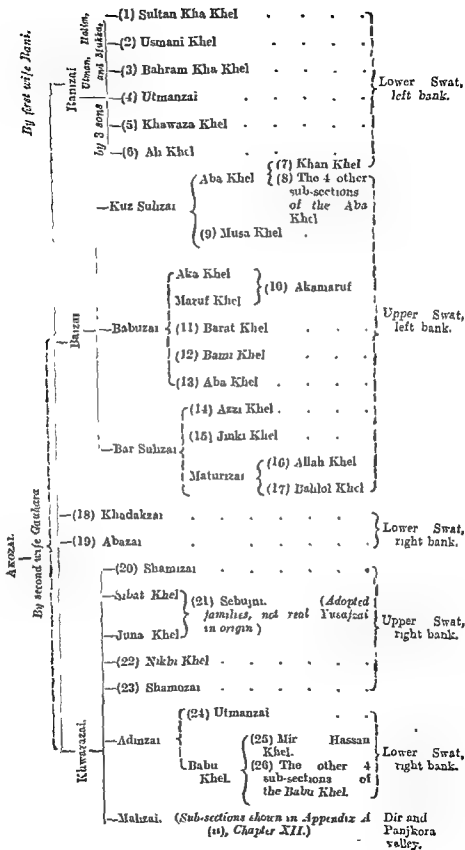 (1) Sultan Kha Khel
(2) Usmani Khel
(3) Bahram Kha Khel
(4) Utmanzai
(5) Khawaza Khel
(6) Ali Khel
Lower Swat, left bank.
By first wife Rani.
Ranizai
by 3 sons Utman, Halim, and
Kuz Sulizai
Aba Khel
(7) Khan Khel
(8) The 4 other
sub-sections
of the Aba
Khel
(9) Musa Khel
Baizai
Babuzai
Aka Khel
Maruf Khel
(10) Akamaruf
(11) Barat Khel
(12) Bami Khel
(13) Aba Khel
Upper Swat,
left bank.
Bar Sulizai
(14) Azzi Khel
(15) Jinki Khel
Maturizai
(16) Allah Khel
(17) Bahlol Khel
Akozai.
By second wife Gauhara
(18) Khadakzai
(19) Abazai
Lower Swat,
right bank.
Khwazozai.
(20) Shamizai
Sibat Khel
Juna Khel
(21) Sebujni. (Adopted
families, not real Yusafzai
in origin)
(22) Nikbi Khel
(23) Shamozai
Upper Swat,
right bank.
Adinzai
(24) Utmanzai
Babu
Khel.
(25) Mir Hassan
Khel.
(26) The other 4
sub-sections of
the Babu Khel.
Lower Swat,
right bank.
Malizai. (Sub-sections shown in Appendix A
(ii), Chapter XII.)
Dir and
Panjkora
valley.